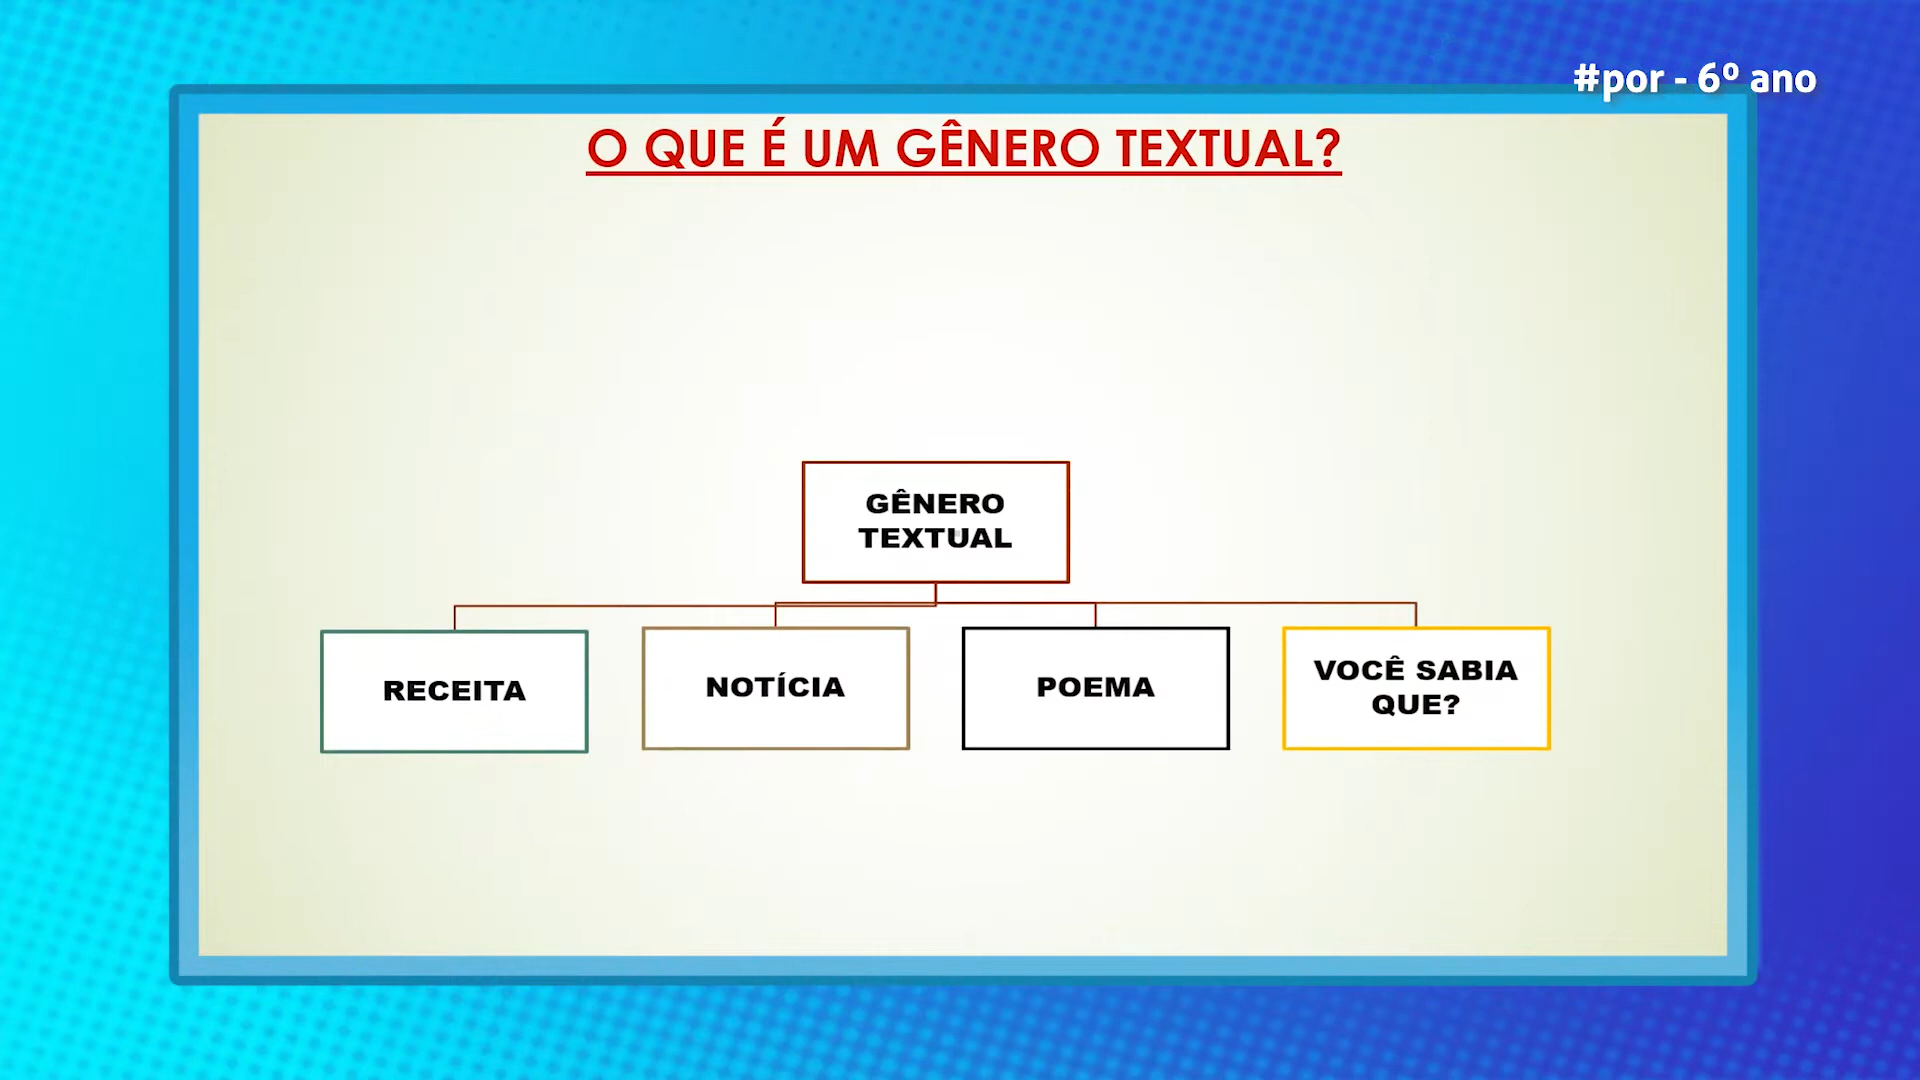 #por - 6º ano
O QUE É UM GÊNERO TEXTUAL?
GÊNERO
TEXTUAL
RECEITA
NOTÍCIA
POEMA
VOCÊ SABIA
QUE?